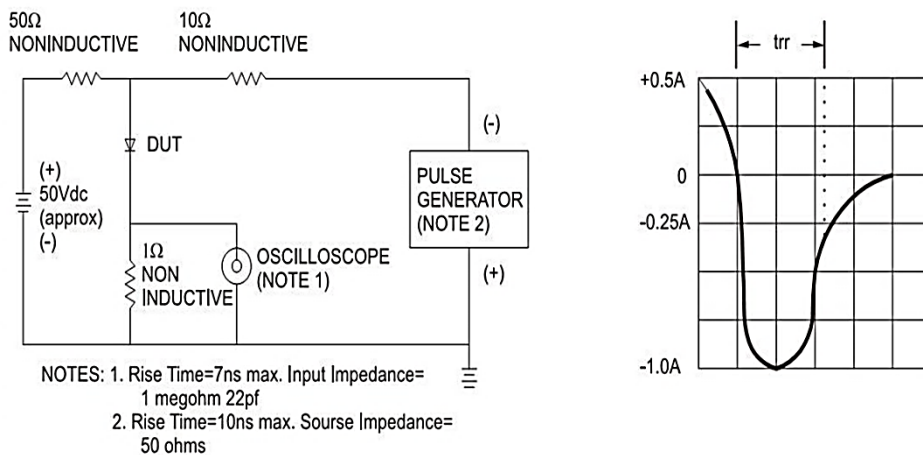 50Ω
NONINDUCTIVE
10Ω
NONINDUCTIVE
DUT
(+)
50Vdc
(approx)
(-)
1Ω
NON
INDUCTIVE
OSCILLOSCOPE
(NOTE 1)
(-)
PULSE
GENERATOR
(NOTE 2)
(+)
NOTES: 1. Rise Time=7ns max. Input Impedance=
1 megohm 22pf
2. Rise Time=10ns max. Sourse Impedance=
50 ohms
trr
+0.5A
0
-0.25A
-1.0A